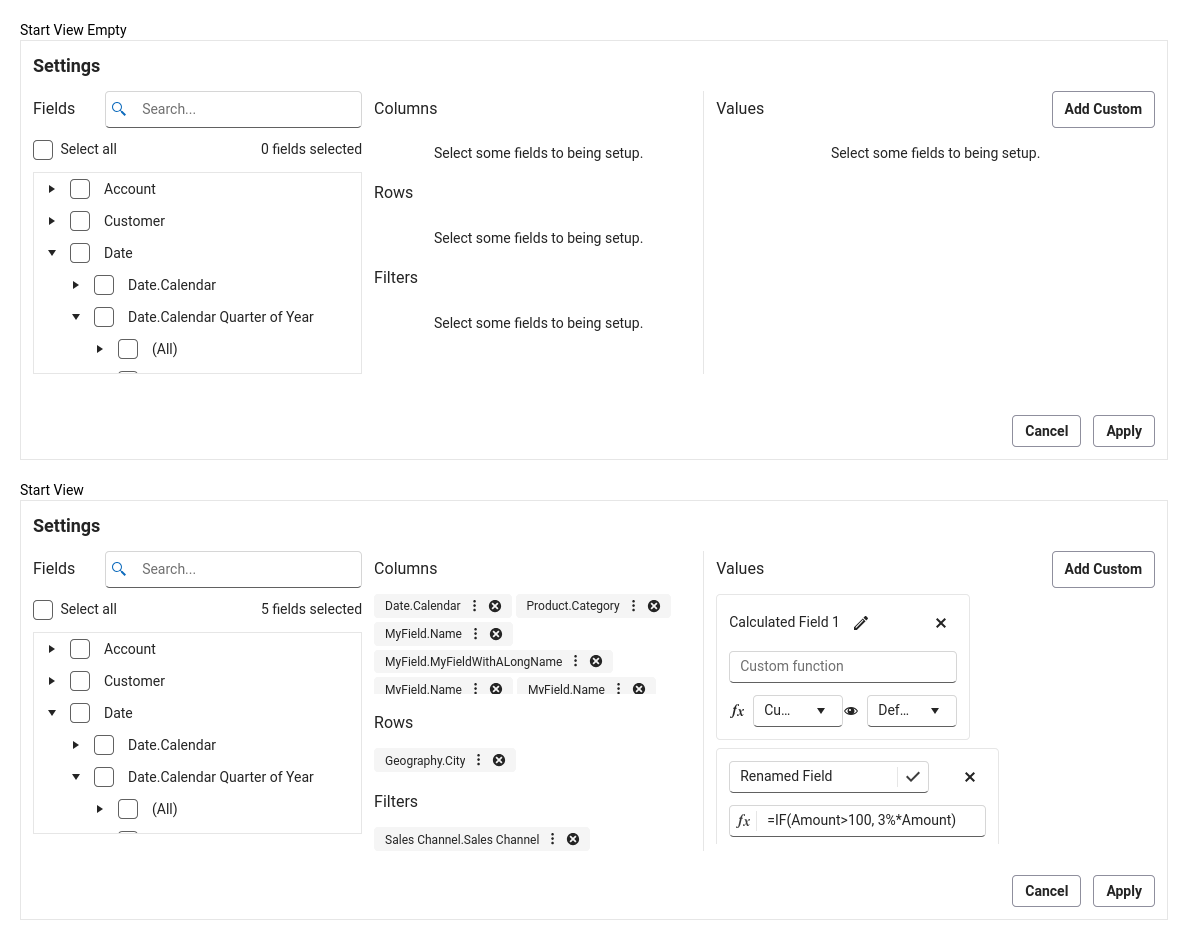 Start View Empty
Settings
Fields
Search...
Select all
0 fields selected
Account
Customer
Date
Date.Calendar
Date.Calendar Quarter of Year
(All)
Columns
Select some fields to being setup.
Rows
Select some fields to being setup.
Filters
Select some fields to being setup.
Values
Add Custom
Select some fields to being setup.
Cancel
Apply
Start View
Settings
Fields
Search...
Select all
5 fields selected
Account
Customer
Date
Date.Calendar
Date.Calendar Quarter of Year
(All)
Columns
Date.Calendar
Product.Category
MyField.Name
MyField.MyFieldWithALongName
MyField.Name
MyField.Name
Rows
Geography.City
Filters
Sales Channel.Sales Channel
Values
Add Custom
Calculated Field 1
Custom function
fx
Cu...
Def...
Renamed Field
fx
=IF(Amount>100, 3%*Amount)
Cancel
Apply